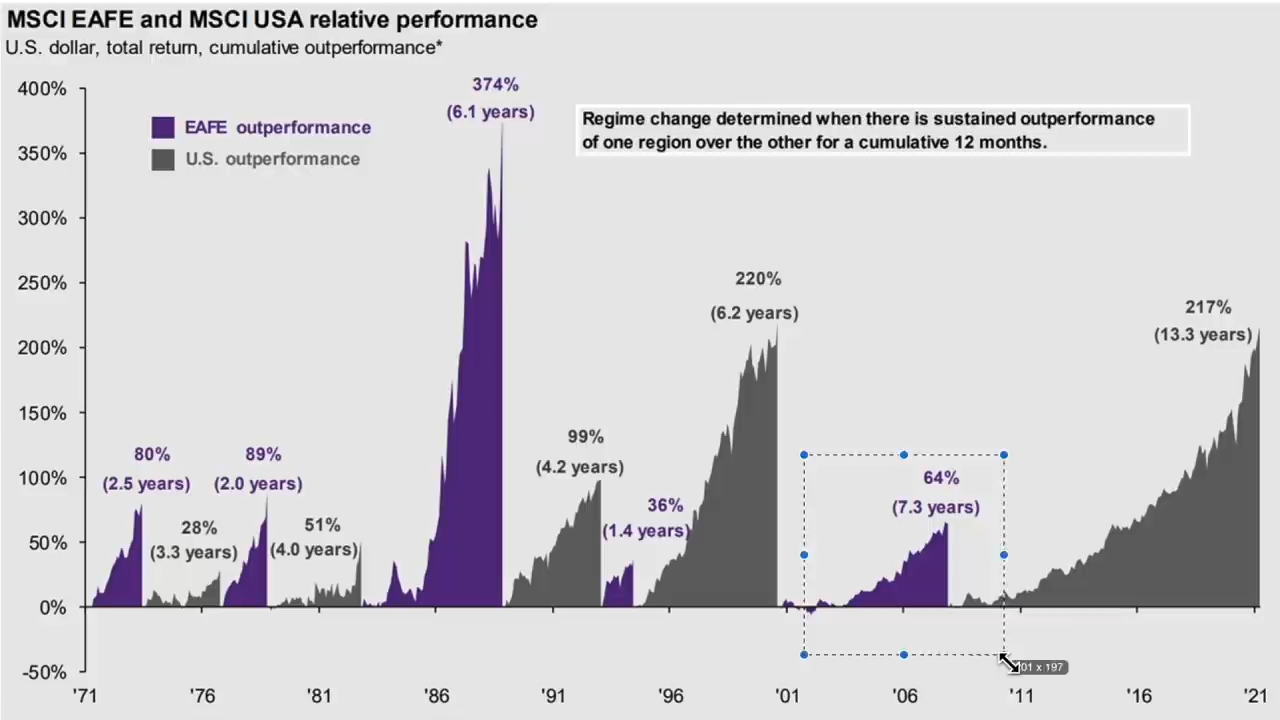 MSCI EAFE and MSCI USA relative performance
U.S. dollar, total return, cumulative outperformance*
400%
350%
300%
250%
200%
150%
100%
50%
0%
-50%
EAFE outperformance
U.S. outperformance
Regime change determined when there is sustained outperformance
of one region over the other for a cumulative 12 months.
80%
(2.5 years)
28%
(3.3 years)
89%
(2.0 years)
51%
(4.0 years)
374%
(6.1 years)
99%
(4.2 years)
36%
(1.4 years)
220%
(6.2 years)
64%
(7.3 years)
217%
(13.3 years)
'71 '76 '81 '86 '91 '96 '01 '06 '11 '16 '21
01 x 197